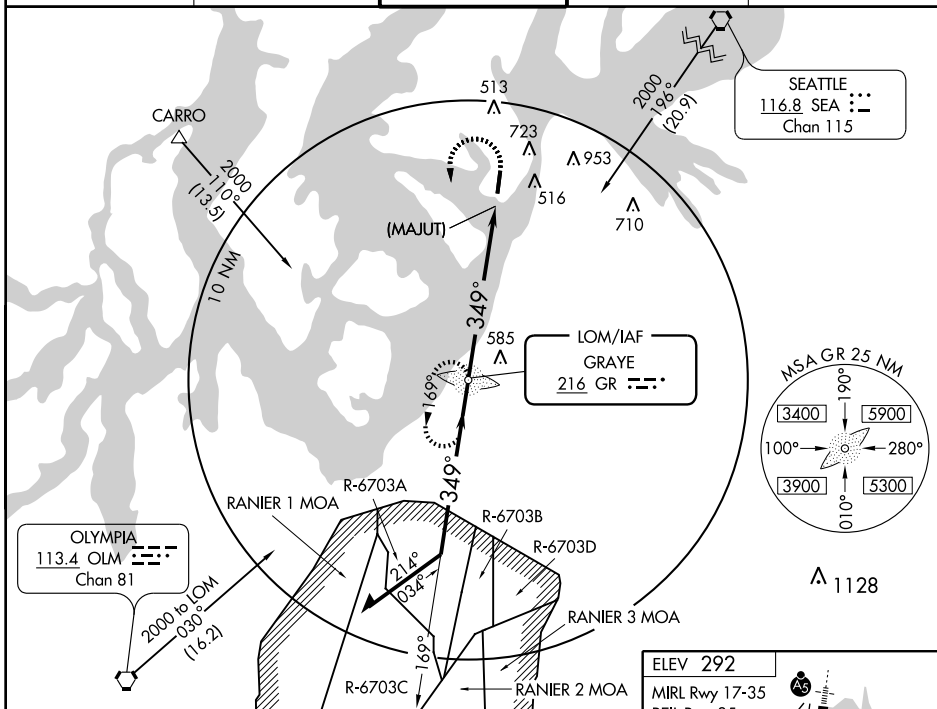 513
723
953
516
710
2000
196°
(20.9)
SEATTLE
116.8 SEA
Chan 115
CARRO
2000
110°
(13.5)
(MAJUT)
10 NM
349°
585
LOM/IAF
GRAYE
216 GR
169°
349°
MSA GR 25 NM
190°
3400
5900
100°
280°
3900
5300
010°
1128
RANIER 1 MOA
R-6703A
R-6703B
R-6703D
OLYMPIA
113.4 OLM
Chan 81
2000 to LOM
030°
(16.2)
214°
034°
RANIER 3 MOA
169°
R-6703C
RANIER 2 MOA
ELEV 292
A5
MIRL Rwy 17-35